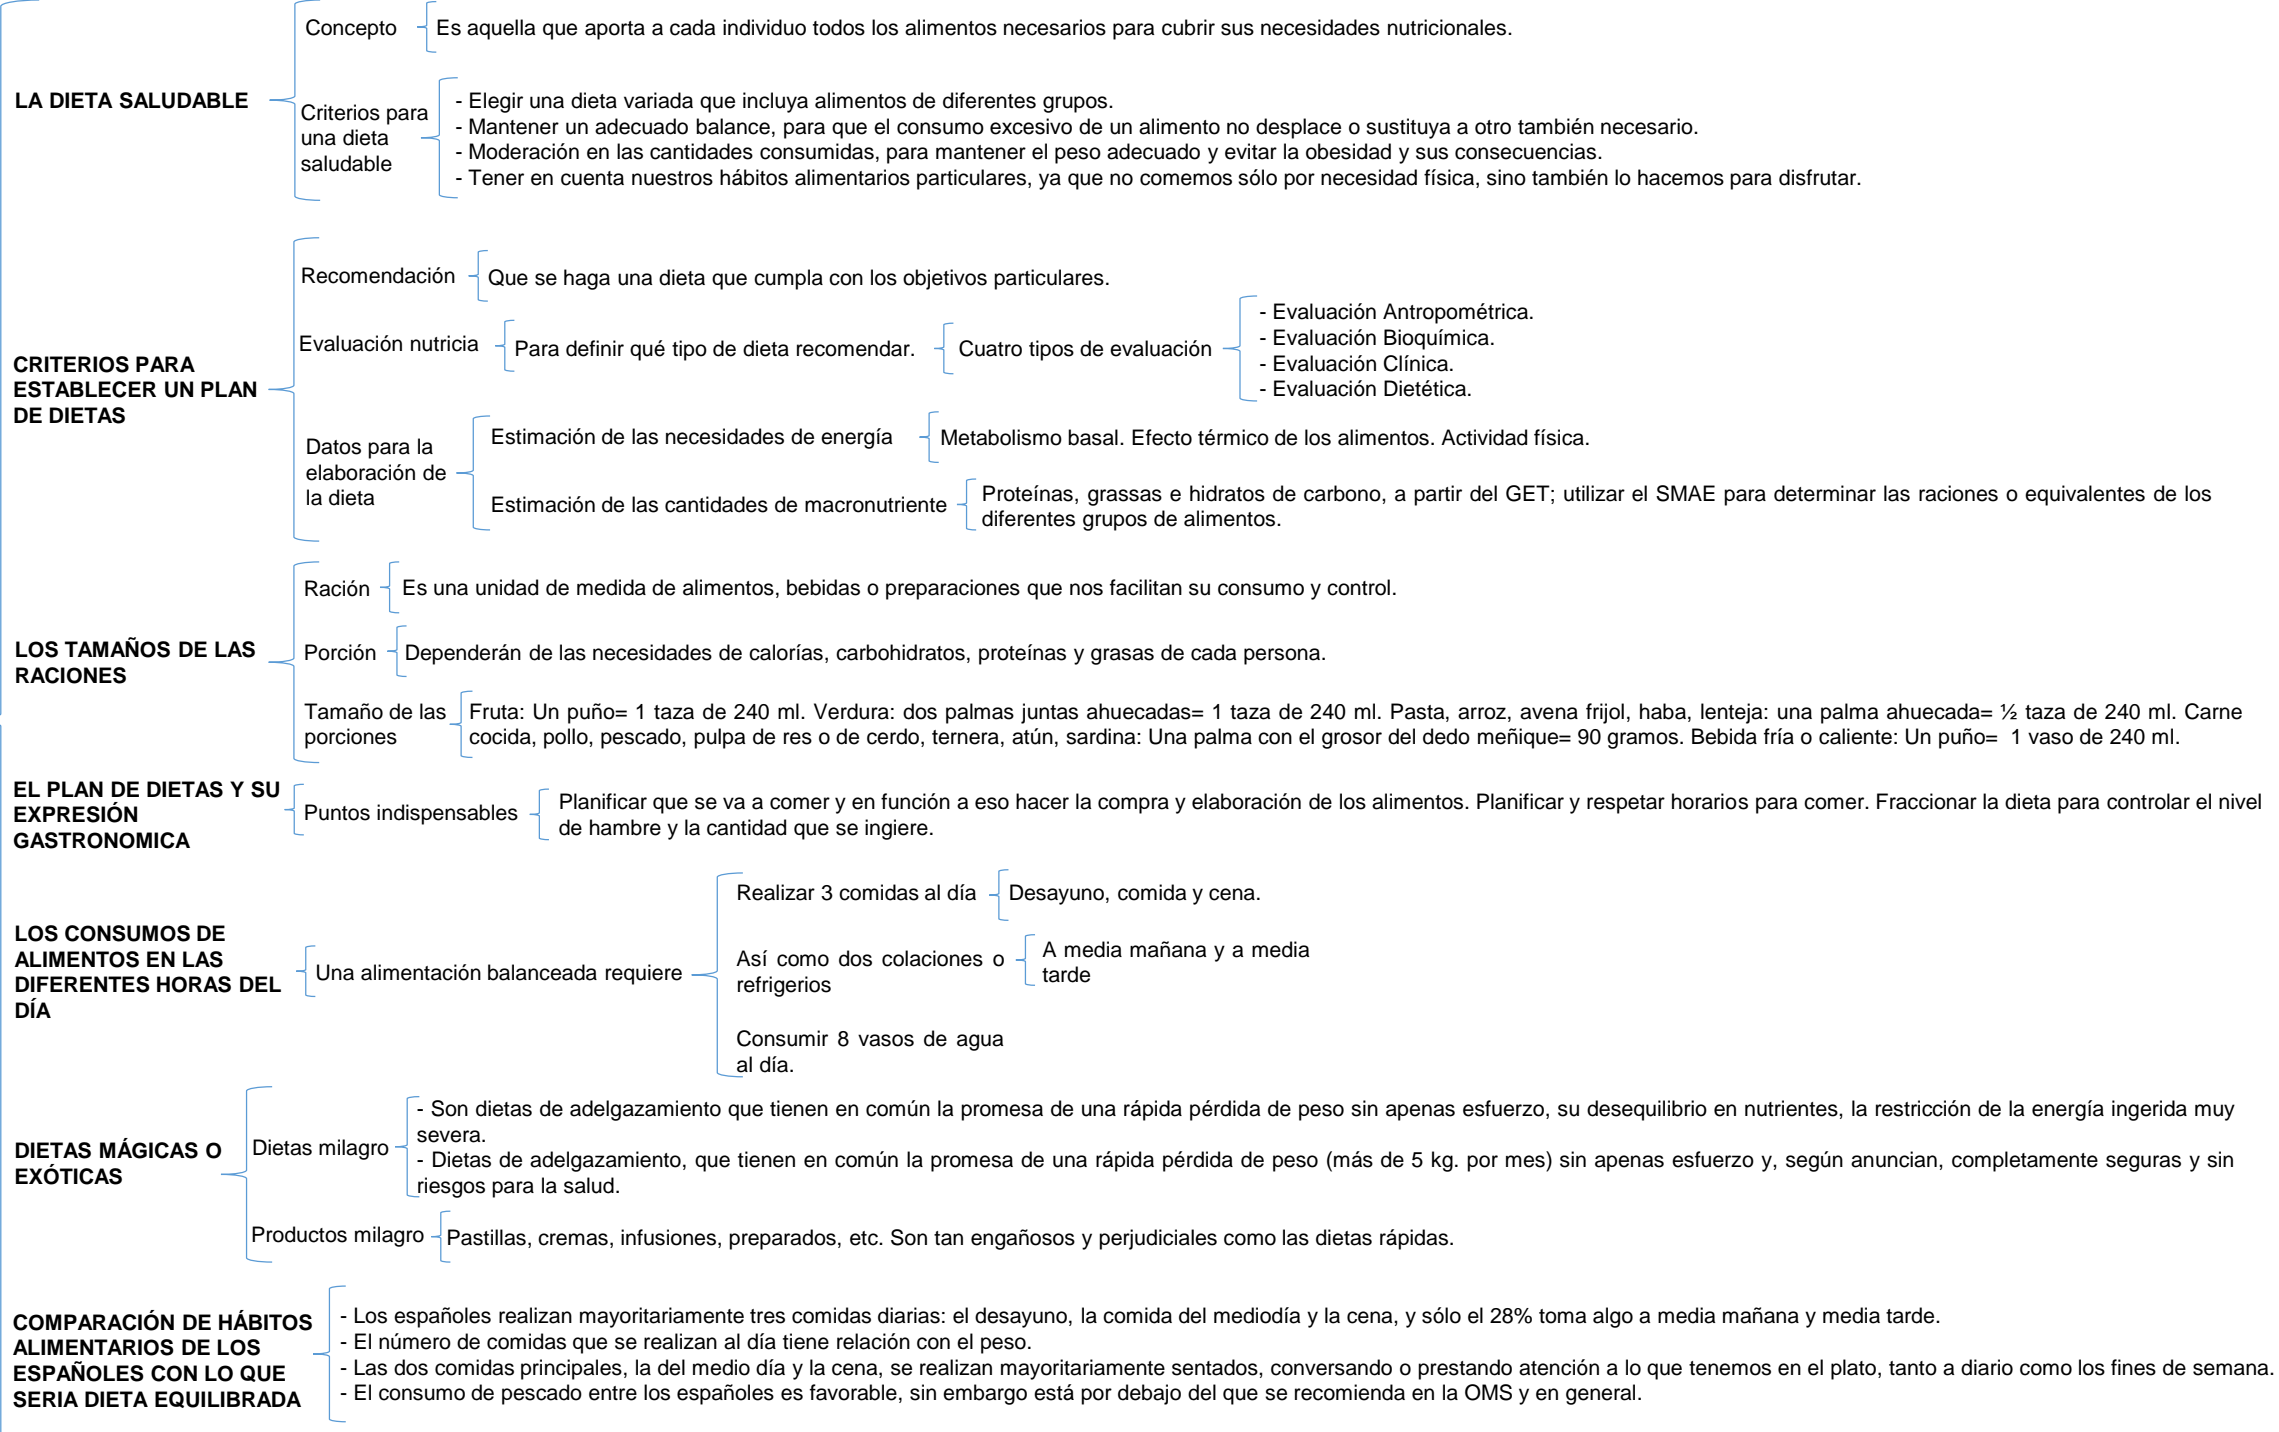 LA DIETA SALUDABLE
Concepto
Es aquella que aporta a cada individuo todos los alimentos necesarios para cubrir sus necesidades nutricionales.
Criterios para
una dieta
saludable
- Elegir una dieta variada que incluya alimentos de diferentes grupos.
- Mantener un adecuado balance, para que el consumo excesivo de un alimento no desplace o sustituya a otro también necesario.
- Moderación en las cantidades consumidas, para mantener el peso adecuado y evitar la obesidad y sus consecuencias.
- Tener en cuenta nuestros hábitos alimentarios particulares, ya que no comemos sólo por necesidad física, sino también lo hacemos para disfrutar.
CRITERIOS PARA
ESTABLECER UN PLAN
DE DIETAS
Recomendación
Que se haga una dieta que cumpla con los objetivos particulares.
Evaluación nutricia
Para definir qué tipo de dieta recomendar.
Cuatro tipos de evaluación
- Evaluación Antropométrica.
- Evaluación Bioquímica.
- Evaluación Clínica.
- Evaluación Dietética.
Datos para la
elaboración de
la dieta
Estimación de las necesidades de energía
Metabolismo basal. Efecto térmico de los alimentos. Actividad física.
Estimación de las cantidades de macronutriente
Proteínas, grassas e hidratos de carbono, a partir del GET; utilizar el SMAE para determinar las raciones o equivalentes de los
diferentes grupos de alimentos.
LOS TAMAÑOS DE LAS
RACIONES
Ración
Es una unidad de medida de alimentos, bebidas o preparaciones que nos facilitan su consumo y control.
Porción
Dependerán de las necesidades de calorías, carbohidratos, proteínas y grasas de cada persona.
Tamaño de las
porciones
Fruta: Un puño= 1 taza de 240 ml. Verdura: dos palmas juntas ahuecadas= 1 taza de 240 ml. Pasta, arroz, avena frijol, haba, lenteja: una palma ahuecada= ½ taza de 240 ml. Carne
cocida, pollo, pescado, pulpa de res o de cerdo, ternera, atún, sardina: Una palma con el grosor del dedo meñique= 90 gramos. Bebida fría o caliente: Un puño= 1 vaso de 240 ml.
EL PLAN DE DIETAS Y SU
EXPRESIÓN
GASTRONOMICA
Puntos indispensables
Planificar que se va a comer y en función a eso hacer la compra y elaboración de los alimentos. Planificar y respetar horarios para comer. Fraccionar la dieta para controlar el nivel
de hambre y la cantidad que se ingiere.
LOS CONSUMOS DE
ALIMENTOS EN LAS
DIFERENTES HORAS DEL
DÍA
Una alimentación balanceada requiere
Realizar 3 comidas al día
Desayuno, comida y cena.
Así como dos colaciones o
refrigerios
A media mañana y a media
tarde
Consumir 8 vasos de agua
al día.
DIETAS MÁGICAS O
EXÓTICAS
Dietas milagro
- Son dietas de adelgazamiento que tienen en común la promesa de una rápida pérdida de peso sin apenas esfuerzo, su desequilibrio en nutrientes, la restricción de la energía ingerida muy
severa.
- Dietas de adelgazamiento, que tienen en común la promesa de una rápida pérdida de peso (más de 5 kg. por mes) sin apenas esfuerzo y, según anuncian, completamente seguras y sin
riesgos para la salud.
Productos milagro
Pastillas, cremas, infusiones, preparados, etc. Son tan engañosos y perjudiciales como las dietas rápidas.
COMPARACIÓN DE HÁBITOS
ALIMENTARIOS DE LOS
ESPAÑOLES CON LO QUE
SERIA DIETA EQUILIBRADA
- Los españoles realizan mayoritariamente tres comidas diarias: el desayuno, la comida del mediodía y la cena, y sólo el 28% toma algo a media mañana y media tarde.
- El número de comidas que se realizan al día tiene relación con el peso.
- Las dos comidas principales, la del medio día y la cena, se realizan mayoritariamente sentados, conversando o prestando atención a lo que tenemos en el plato, tanto a diario como los fines de semana.
- El consumo de pescado entre los españoles es favorable, sin embargo está por debajo del que se recomienda en la OMS y en general.